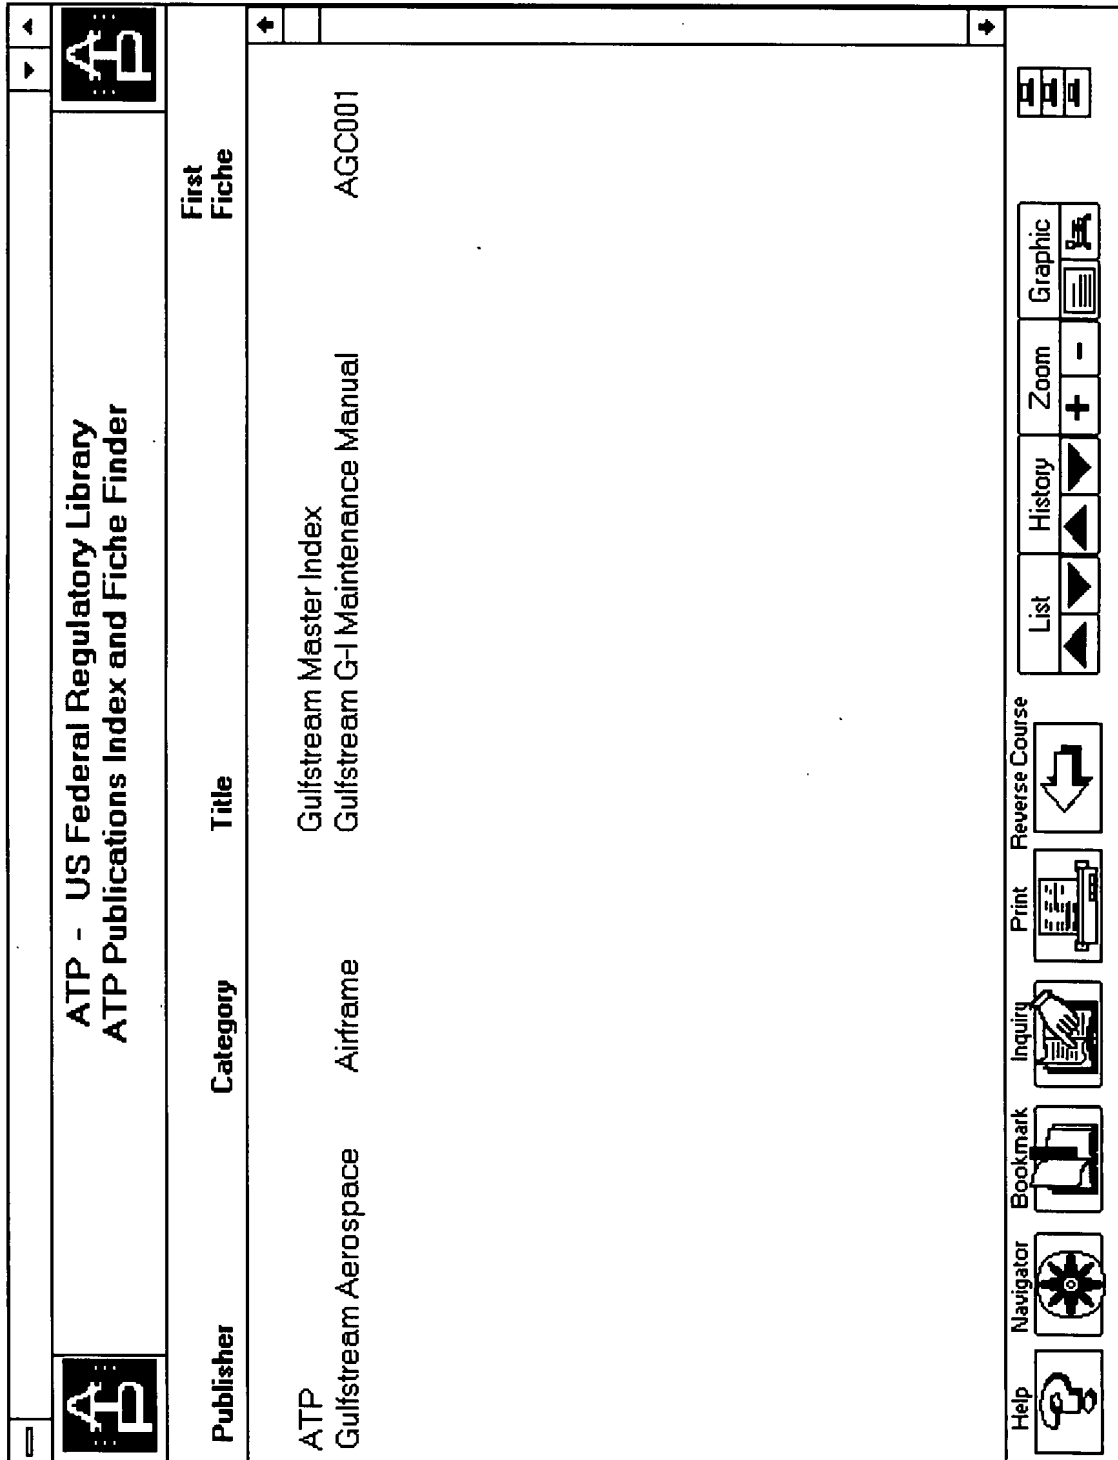 ATP
ATP - US Federal Regulatory Library
ATP Publications Index and Fiche Finder
ATP
Publisher Category Title First Fiche
ATP Gulfstream Master Index
Gulfstream Aerospace Airframe Gulfstream G-I Maintenance Manual AGC001
Help Navigator Bookmark Inquiry Print Reverse Course List History Zoom Graphic
+ -